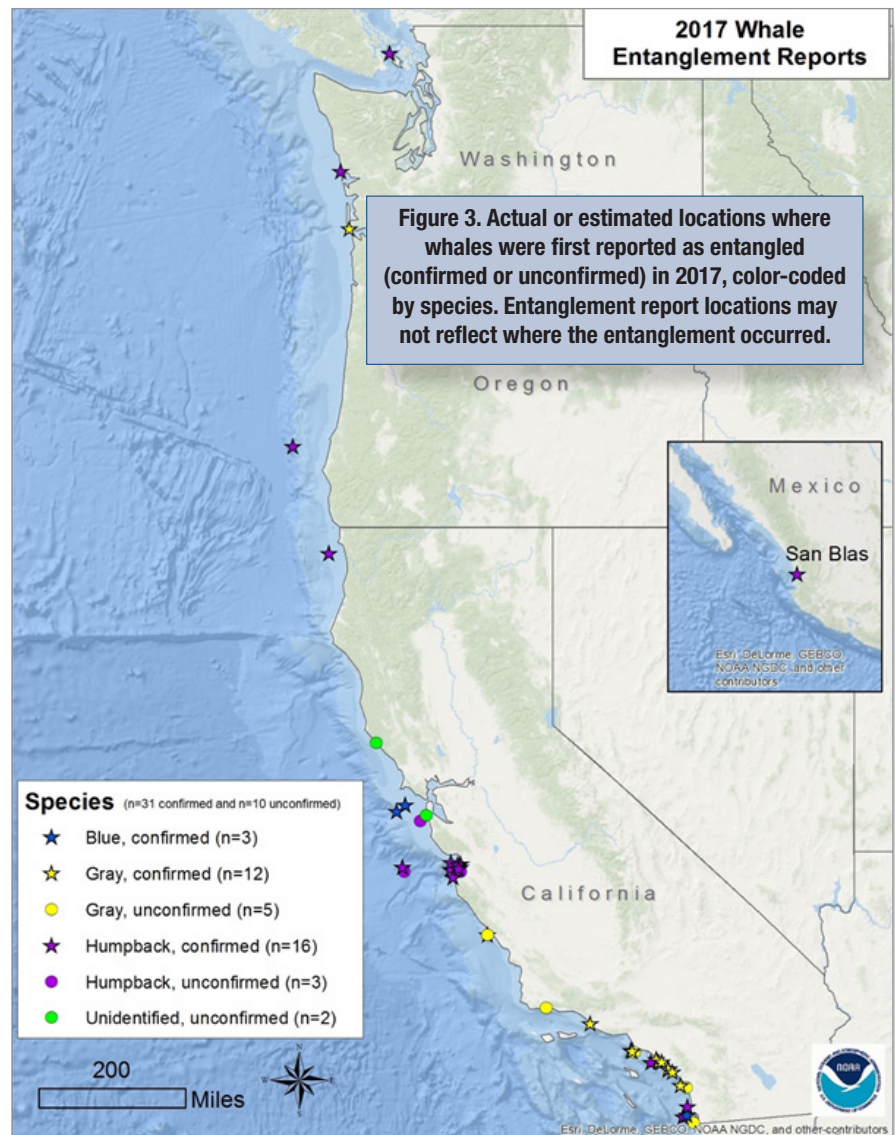 2017 Whale
Entanglement Reports
Washington
Figure 3. Actual or estimated locations where
whales were first reported as entangled
(confirmed or unconfirmed) in 2017, color-coded
by species. Entanglement report locations may
not reflect where the entanglement occurred.
Oregon
Mexico
San Blas
Esri, DeLorme, GEBCO,
NOAA NGDC, and other
contributors
Species (n=31 confirmed and n=10 unconfirmed)
Blue, confirmed (n=3)
Gray, confirmed (n=12)
Gray, unconfirmed (n=5)
Humpback, confirmed (n=16)
Humpback, unconfirmed (n=3)
Unidentified, unconfirmed (n=2)
California
200
Miles
N
W
E
S
NOAA
Esri, DeLorme, GEBCO, NOAA NGDC, and other contributors